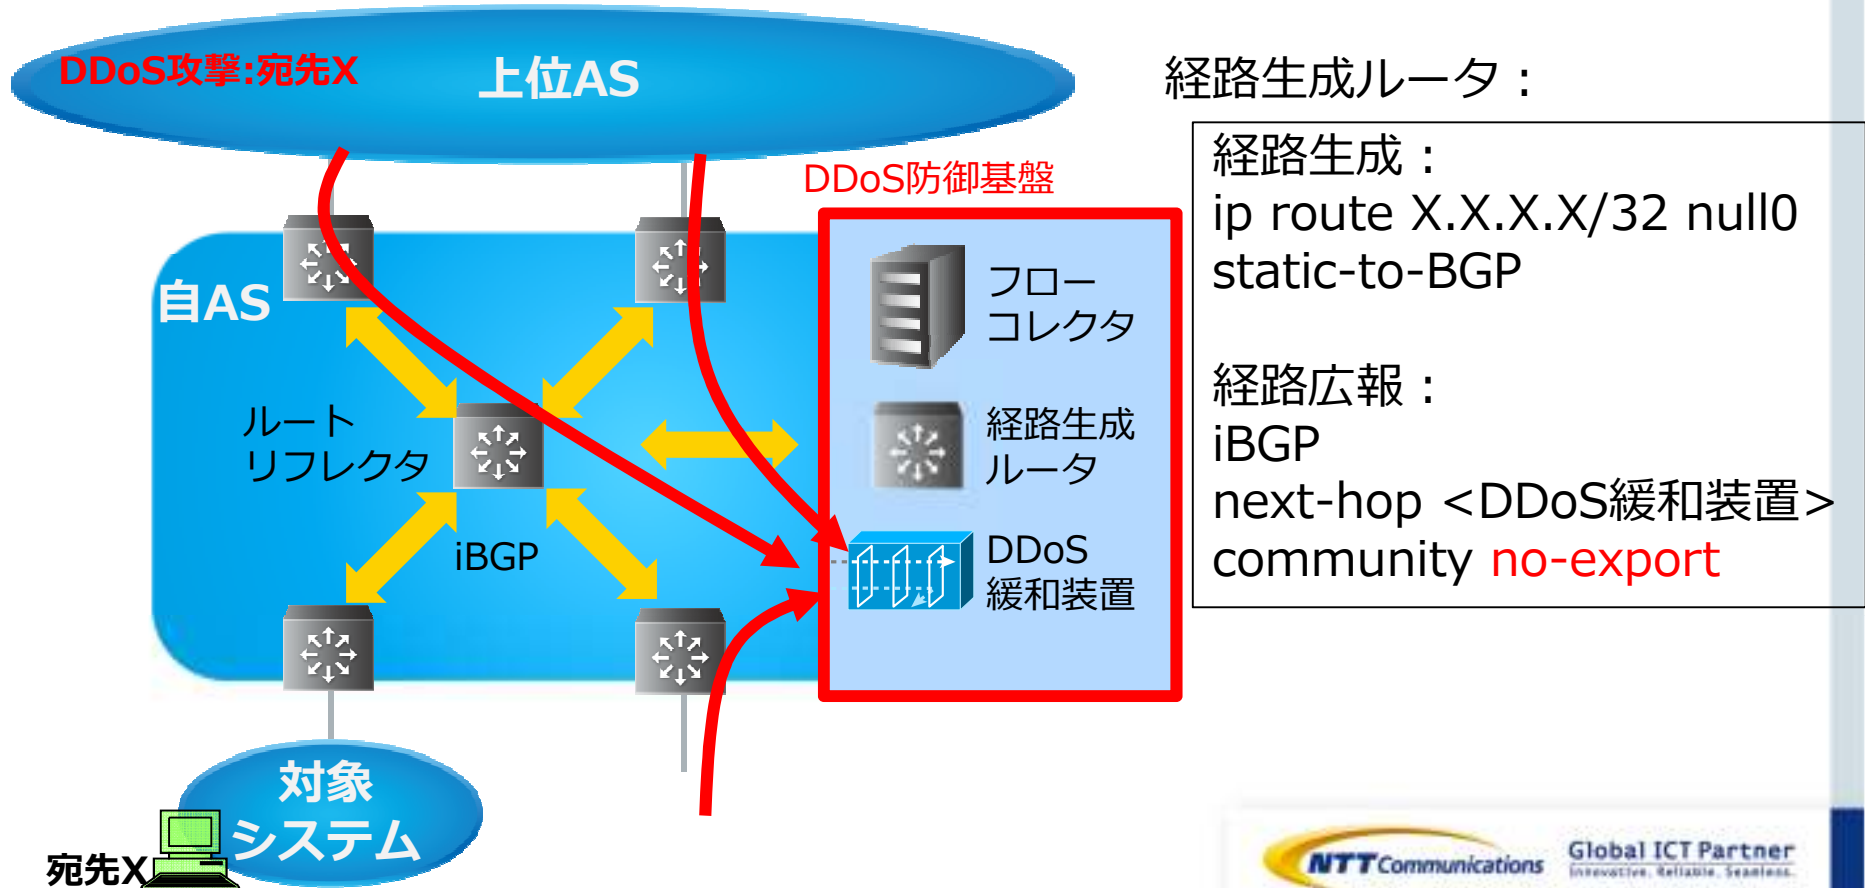 DDoS攻撃:宛先X
上位AS
経路生成ルータ：
経路生成：
ip route X.X.X.X/32 null0
static-to-BGP
経路広報：
iBGP
next-hop <DDoS緩和装置>
community no-export
DDoS防御基盤
自AS
フロー
コレクタ
ルート
リフレクタ
経路生成
ルータ
iBGP
DDoS
緩和装置
対象
システム
宛先X
NTT Communications
Global ICT Partner
Innovative. Reliable. Seamless.